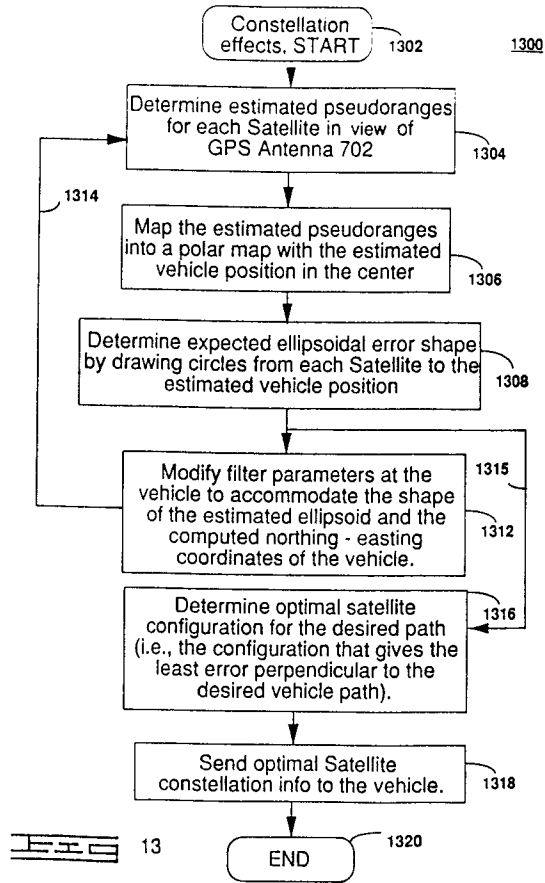 Constellation
effects, START
1302
1300
Determine estimated pseudoranges
for each Satellite in view of
GPS Antenna 702
1304
1314
Map the estimated pseudoranges
into a polar map with the estimated
vehicle position in the center
1306
Determine expected ellipsoidal error shape
by drawing circles from each Satellite to the
estimated vehicle position
1308
1315
Modify filter parameters at the
vehicle to accommodate the shape
of the estimated ellipsoid and the
computed northing - easting
coordinates of the vehicle.
1312
1316
Determine optimal satellite
configuration for the desired path
(i.e., the configuration that gives the
least error perpendicular to the
desired vehicle path).
Send optimal Satellite
constellation info to the vehicle.
1318
1320
END
FIG 13